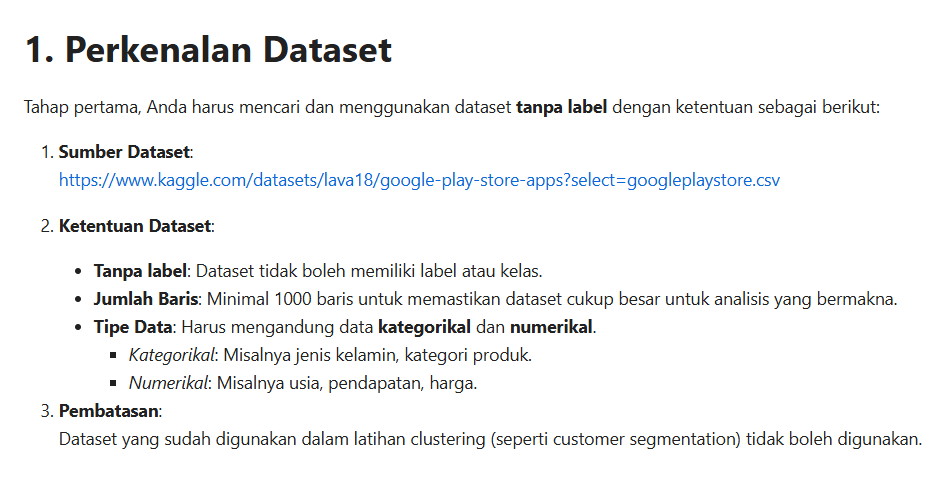 1. Perkenalan Dataset
Tahap pertama, Anda harus mencari dan menggunakan dataset tanpa label dengan ketentuan sebagai berikut:
1. Sumber Dataset:
https://www.kaggle.com/datasets/lava18/google-play-store-apps?select=googleplaystore.csv
2. Ketentuan Dataset:
• Tanpa label: Dataset tidak boleh memiliki label atau kelas.
• Jumlah Baris: Minimal 1000 baris untuk memastikan dataset cukup besar untuk analisis yang bermakna.
• Tipe Data: Harus mengandung data kategorikal dan numerikal.
▪ Kategorikal: Misalnya jenis kelamin, kategori produk.
▪ Numerikal: Misalnya usia, pendapatan, harga.
3. Pembatasan:
Dataset yang sudah digunakan dalam latihan clustering (seperti customer segmentation) tidak boleh digunakan.